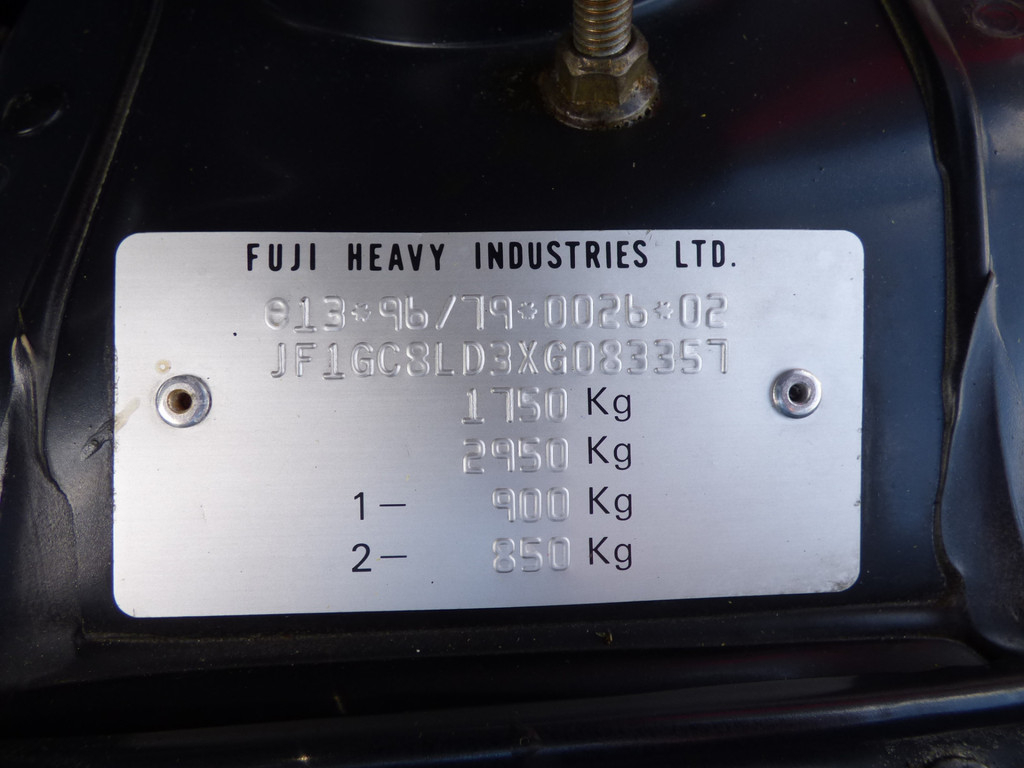 FUJI HEAVY INDUSTRIES LTD.
e13*96/79*0026*02
JF1GC8LD3XG083357
1750 Kg
2950 Kg
1- 900 Kg
2- 850 Kg